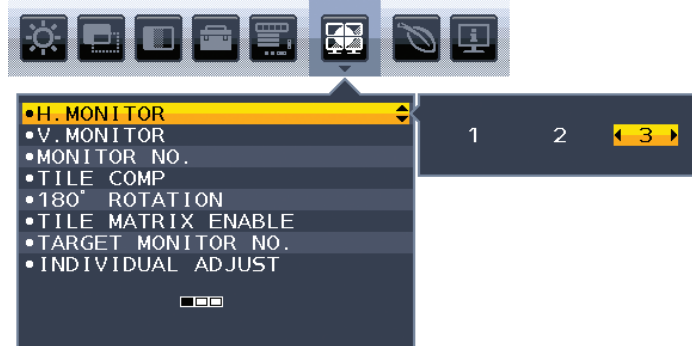 •H.MONITOR
1 2 3
•V.MONITOR
•MONITOR NO.
•TILE COMP
•180° ROTATION
•TILE MATRIX ENABLE
•TARGET MONITOR NO.
•INDIVIDUAL ADJUST